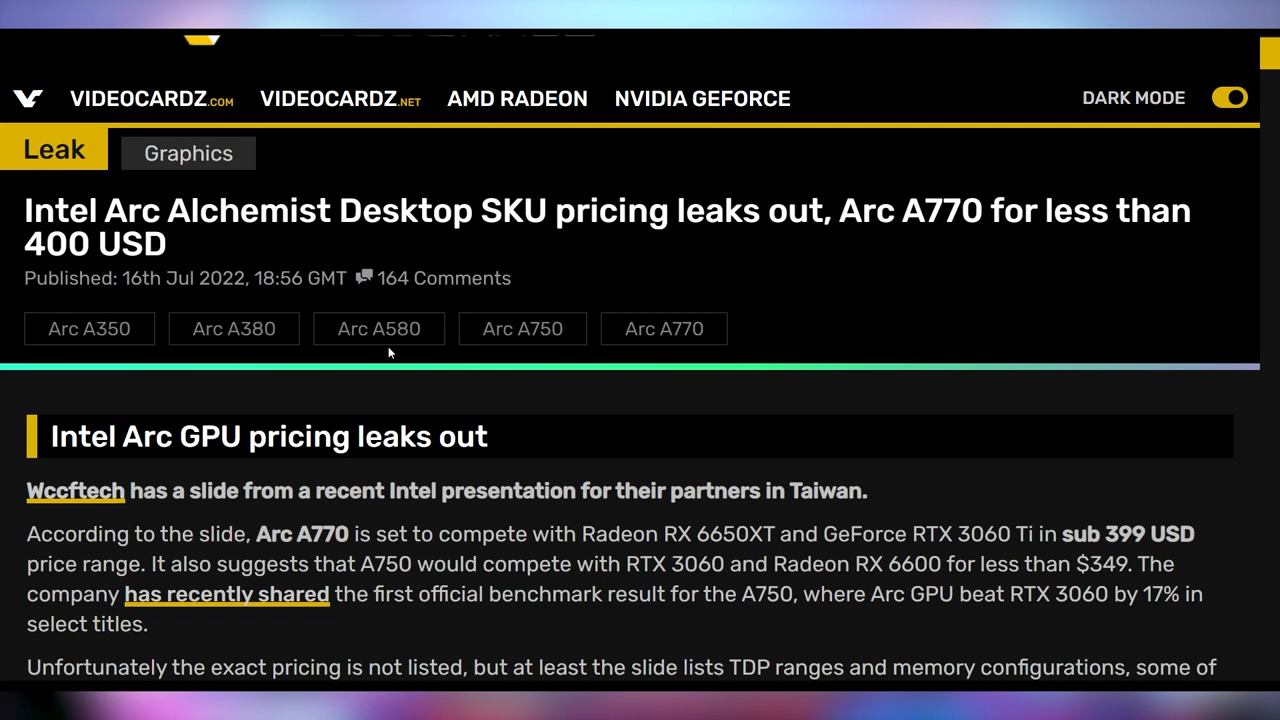 VIDEOCARDZ.COM VIDEOCARDZ.NET AMD RADEON NVIDIA GEFORCE DARK MODE
Leak Graphics
Intel Arc Alchemist Desktop SKU pricing leaks out, Arc A770 for less than
400 USD
Published: 16th Jul 2022, 18:56 GMT 164 Comments
Arc A350 Arc A380 Arc A580 Arc A750 Arc A770
Intel Arc GPU pricing leaks out
Wccftech has a slide from a recent Intel presentation for their partners in Taiwan.
According to the slide, Arc A770 is set to compete with Radeon RX 6650XT and GeForce RTX 3060 Ti in sub 399 USD
price range. It also suggests that A750 would compete with RTX 3060 and Radeon RX 6600 for less than $349. The
company has recently shared the first official benchmark result for the A750, where Arc GPU beat RTX 3060 by 17% in
select titles.
Unfortunately the exact pricing is not listed, but at least the slide lists TDP ranges and memory configurations, some of